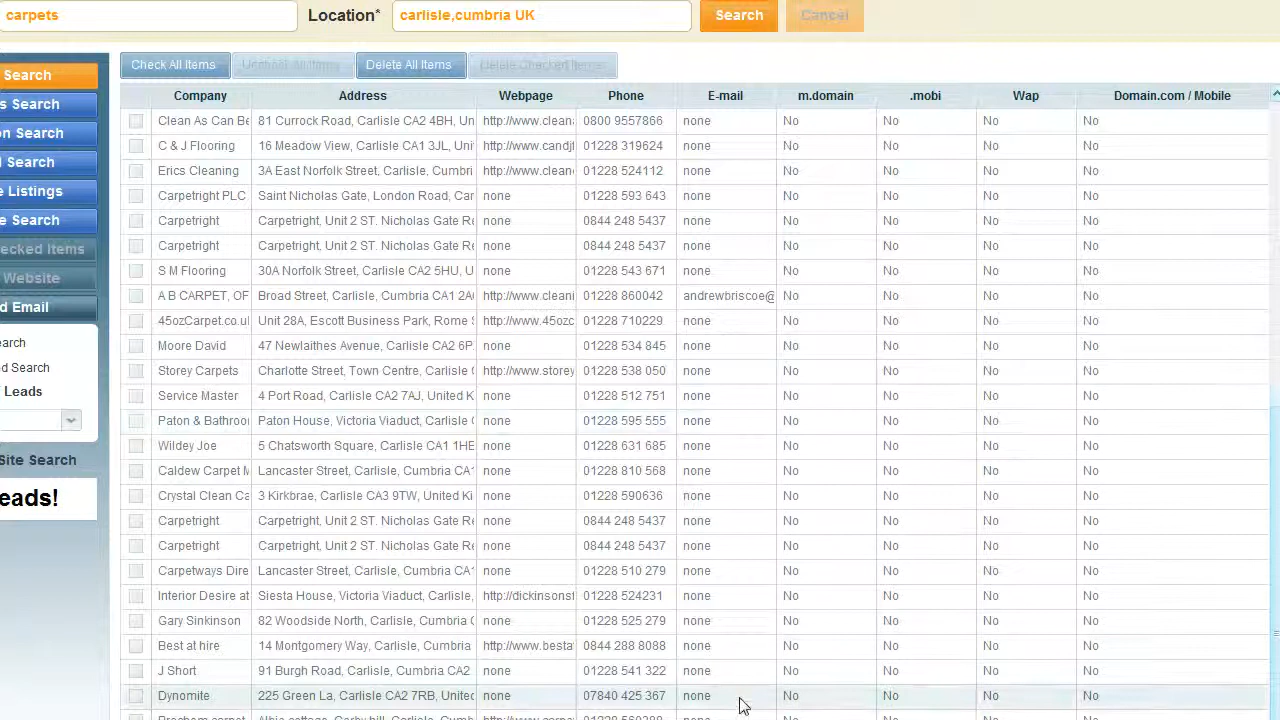 carpets Location* carlisle,cumbria UK Search Cancel
Search
s Search
on Search
l Search
e Listings
e Search
ecked Items
Website
d Email
earch
d Search
Leads
Site Search
eads!
Check All Items Uncheck All Items Delete All Items Delete Checked Items
Company Address Webpage Phone E-mail m.domain .mobi Wap Domain.com / Mobile
Clean As Can Be 81 Currock Road, Carlisle CA2 4BH, Un http://www.clean 0800 9557866 none No No No No
C & J Flooring 16 Meadow View, Carlisle CA1 3JL, Uni http://www.candj 01228 319624 none No No No No
Erics Cleaning 3A East Norfolk Street, Carlisle, Cumbri http://www.clean 01228 524112 none No No No No
Carpetright PLC Saint Nicholas Gate, London Road, Car none 01228 593 643 none No No No No
Carpetright Carpetright, Unit 2 ST. Nicholas Gate Re none 0844 248 5437 none No No No No
Carpetright Carpetright, Unit 2 ST. Nicholas Gate Re none 0844 248 5437 none No No No No
S M Flooring 30A Norfolk Street, Carlisle CA2 5HU, none 01228 543 671 none No No No No
A B CARPET, OF Broad Street, Carlisle, Cumbria CA1 2A http://www.cleani 01228 860042 andrewbriscoe@ No No No No
45ozCarpet.co.u Unit 28A, Escott Business Park, Rome S http://www.45ozc 01228 710229 none No No No No
Moore David 47 Newlaithes Avenue, Carlisle CA2 6P none 01228 534 845 none No No No No
Storey Carpets Charlotte Street, Town Centre, Carlisle http://www.storey 01228 538 050 none No No No No
Service Master 4 Port Road, Carlisle CA2 7AJ, United K none 01228 512 751 none No No No No
Paton & Bathroo Paton House, Victoria Viaduct, Carlisle none 01228 595 555 none No No No No
Wildey Joe 5 Chatsworth Square, Carlisle CA1 1HE none 01228 631 685 none No No No No
Caldew Carpet M Lancaster Street, Carlisle, Cumbria CA1 none 01228 810 568 none No No No No
Crystal Clean Ca 3 Kirkbrae, Carlisle CA3 9TW, United Ki none 01228 590636 none No No No No
Carpetright Carpetright, Unit 2 ST. Nicholas Gate Re none 0844 248 5437 none No No No No
Carpetright Carpetright, Unit 2 ST. Nicholas Gate Re none 0844 248 5437 none No No No No
Carpetways Dire Lancaster Street, Carlisle, Cumbria CA1 none 01228 510 279 none No No No No
Interior Desire at Siesta House, Victoria Viaduct, Carlisle, http://dickinsons 01228 524231 none No No No No
Gary Sinkinson 82 Woodside North, Carlisle, Cumbria C none 01228 525 279 none No No No No
Best at hire 14 Montgomery Way, Carlisle, Cumbria http://www.besta 0844 288 8088 none No No No No
J Short 91 Burgh Road, Carlisle, Cumbria CA2 none 01228 541 322 none No No No No
Dynomite 225 Green La, Carlisle CA2 7RB, United none 07840 425 367 none No No No No